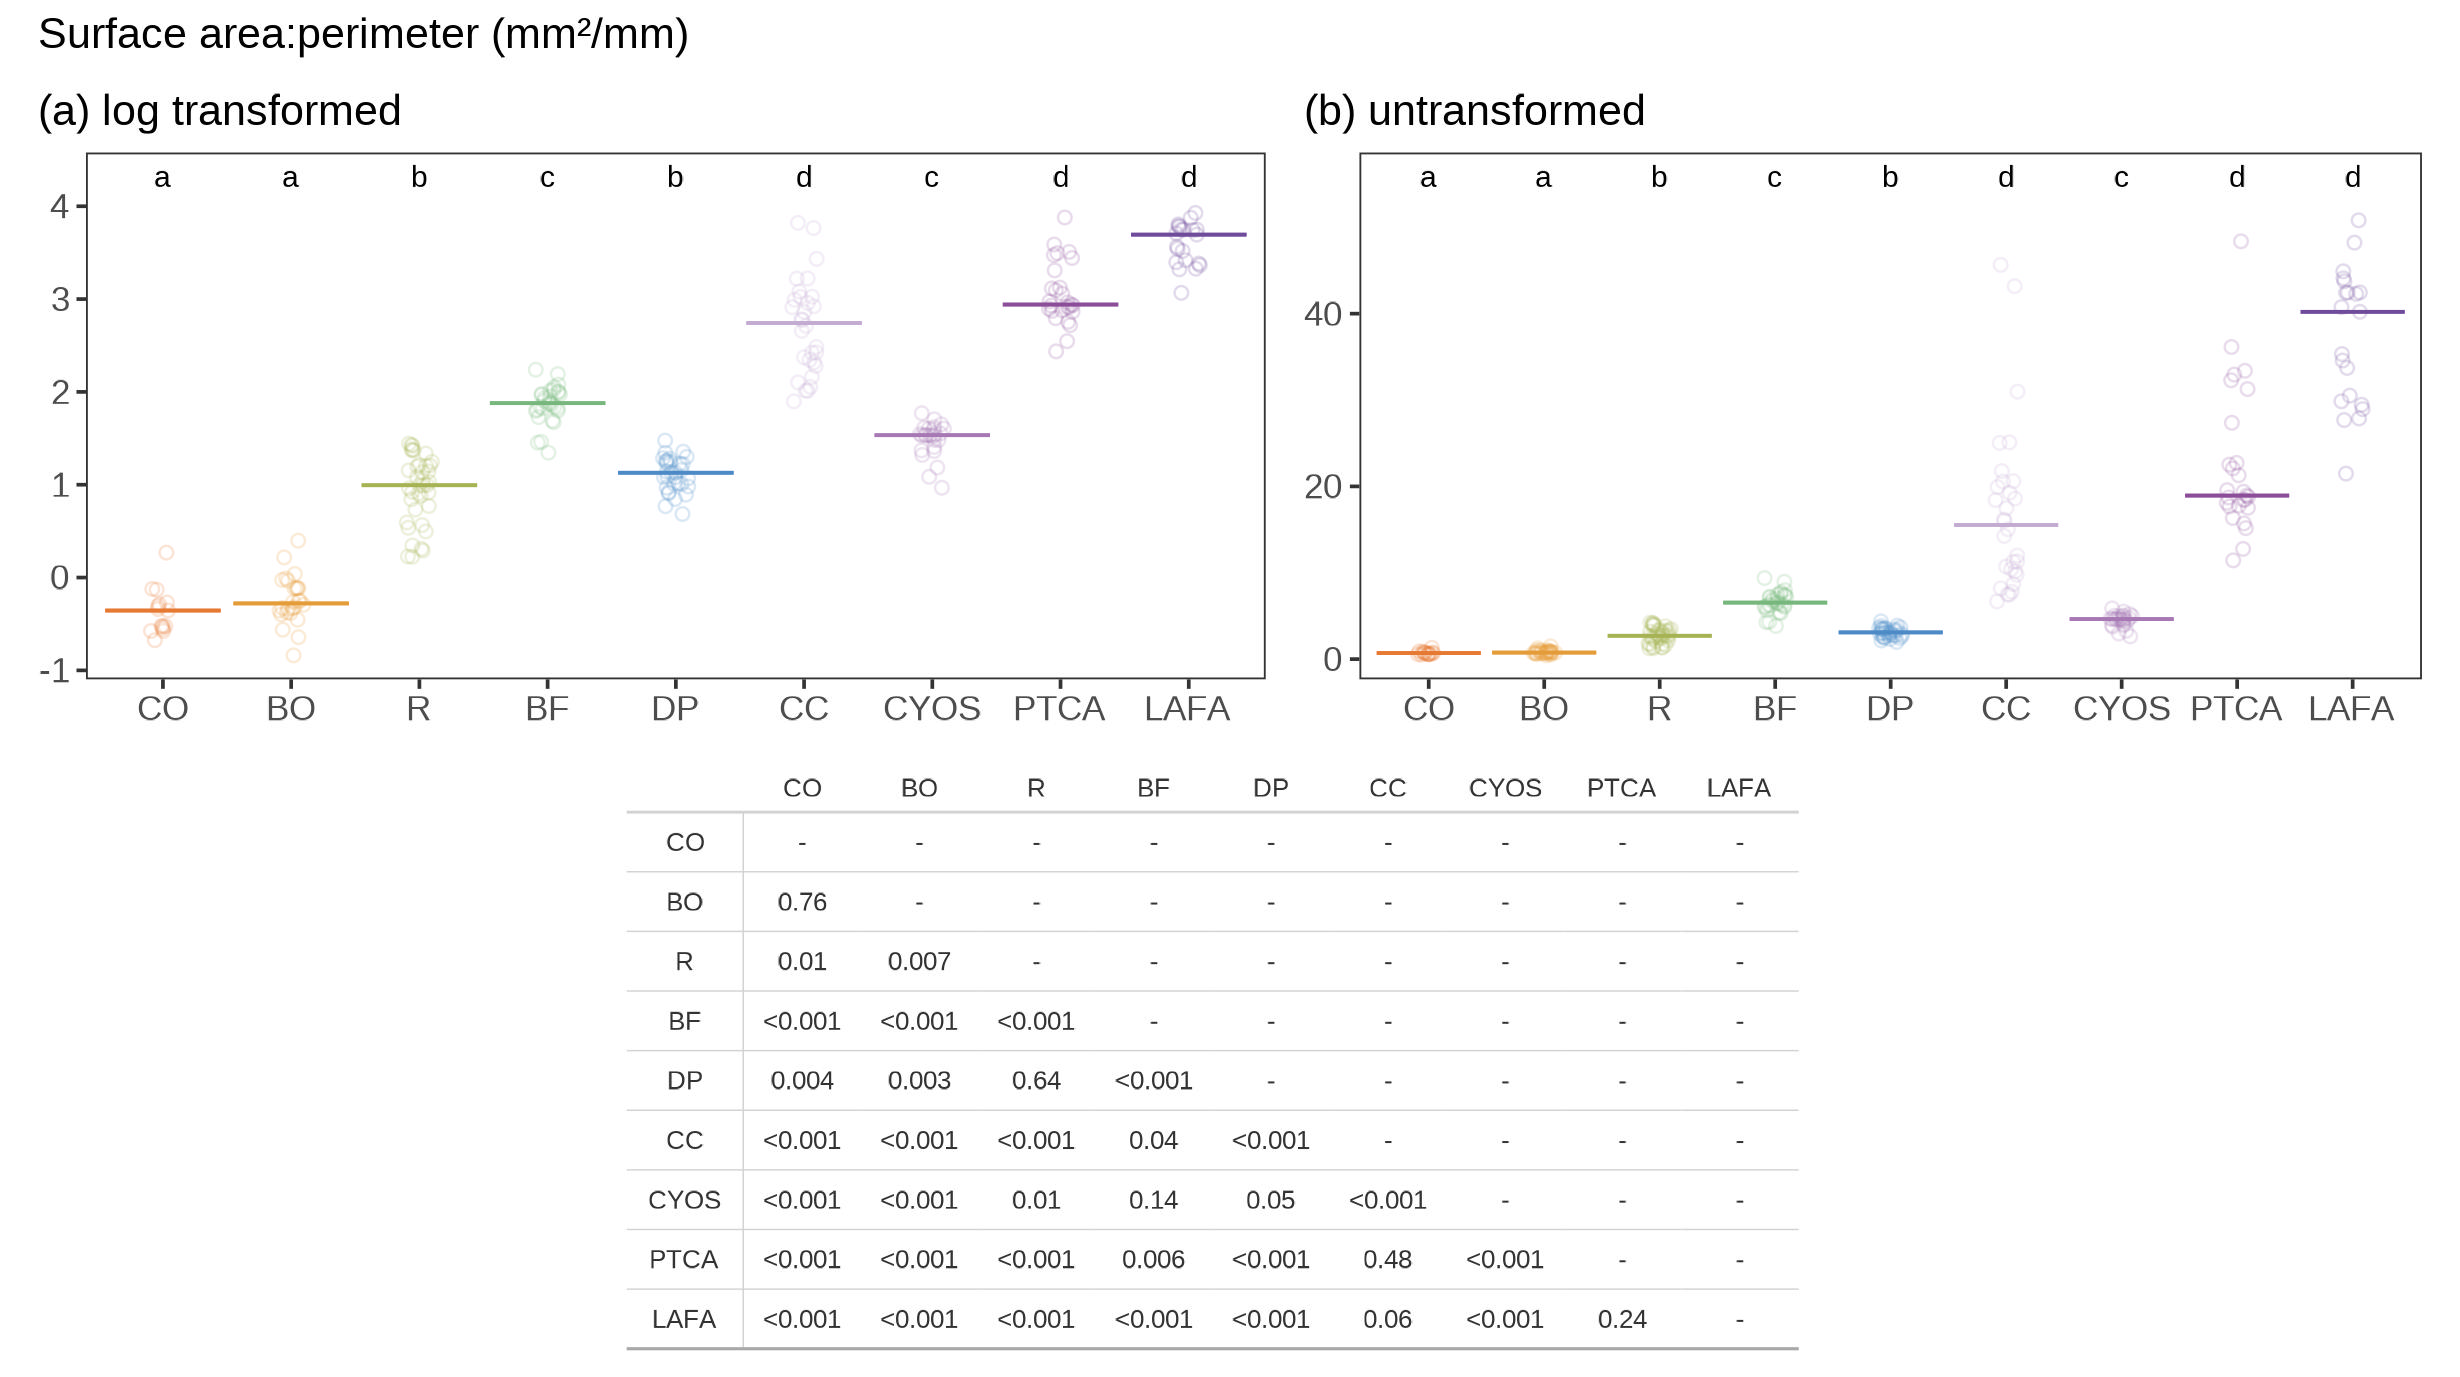 Surface area:perimeter (mm²/mm)
(a) log transformed
(b) untransformed
a a b c b d c d d
a a b c b d c d d
4
3
2
1
0
-1
40
20
0
CO BO R BF DP CC CYOS PTCA LAFA
CO BO R BF DP CC CYOS PTCA LAFA
CO BO R BF DP CC CYOS PTCA LAFA
CO - - - - - - - - -
BO 0.76 - - - - - - - -
R 0.01 0.007 - - - - - - -
BF <0.001 <0.001 <0.001 - - - - - -
DP 0.004 0.003 0.64 <0.001 - - - - -
CC <0.001 <0.001 <0.001 0.04 <0.001 - - - -
CYOS <0.001 <0.001 0.01 0.14 0.05 <0.001 - - -
PTCA <0.001 <0.001 <0.001 0.006 <0.001 0.48 <0.001 - -
LAFA <0.001 <0.001 <0.001 <0.001 <0.001 0.06 <0.001 0.24 -